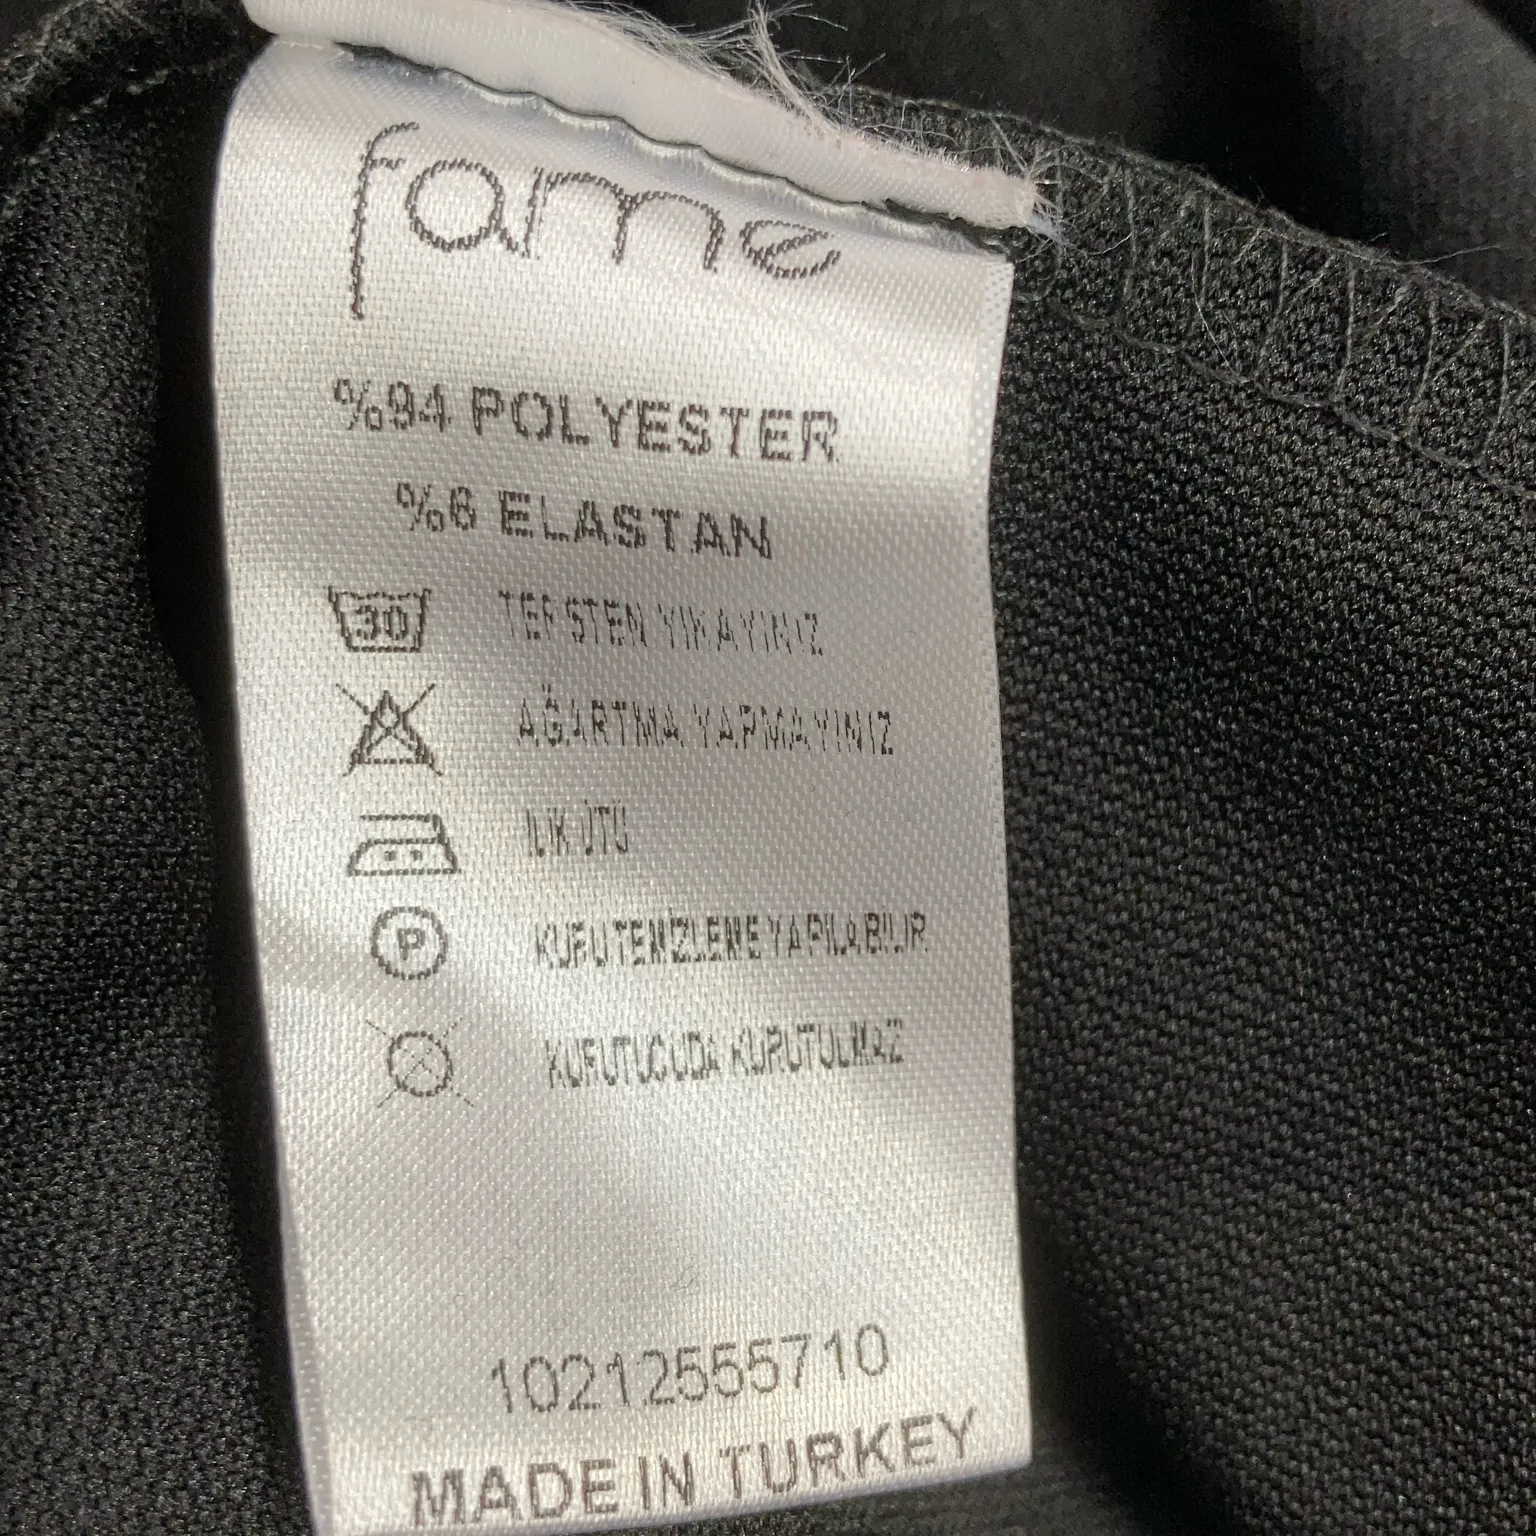 fame
%94 POLYESTER
%6 ELASTAN
30 TERSTEN YIKAYINIZ
AĞARTMA YAPMAYINIZ
ILIK ÜTÜ
P KURU TEMİZLEME YAPILABİLİR
KURUTUCUDA KURUTULMAZ
10212555710
MADE IN TURKEY